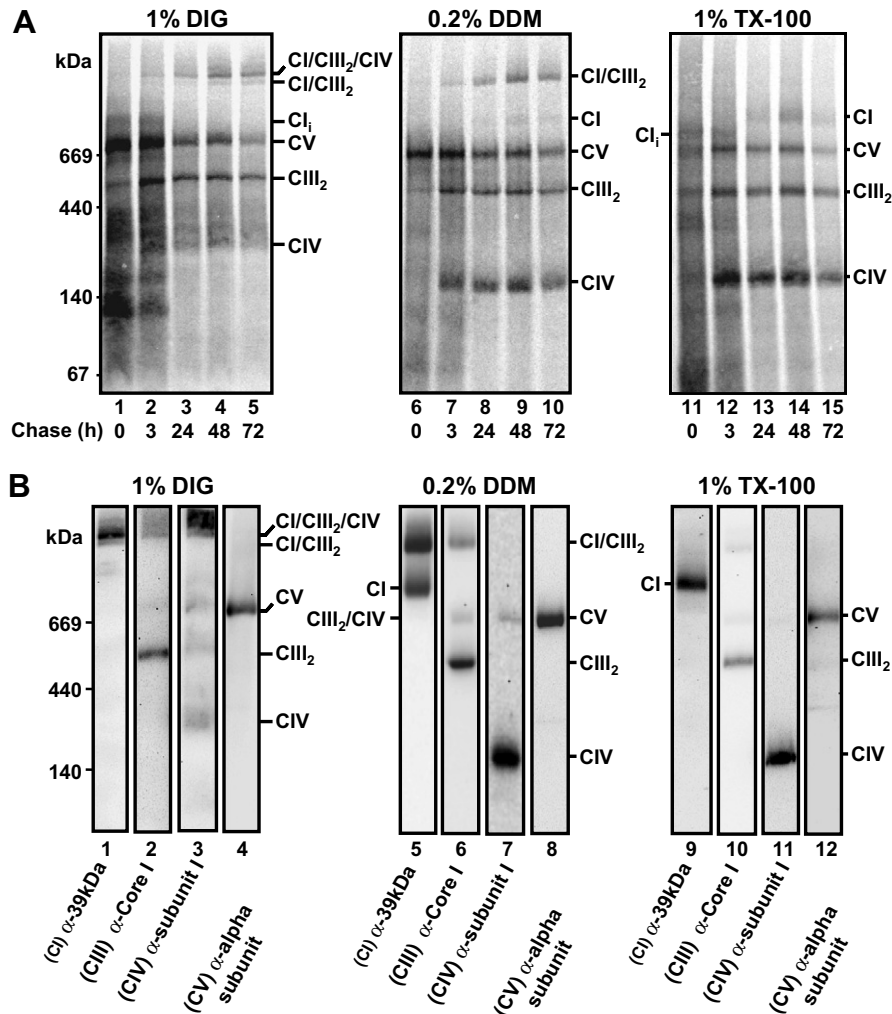 A
1% DIG
kDa
669
440
140
67
CI/CIII2/CIV
CI/CIII2
CIi
CV
CIII2
CIV
1 2 3 4 5
Chase (h) 0 3 24 48 72
0.2% DDM
CI/CIII2
CI
CV
CIII2
CIV
6 7 8 9 10
0 3 24 48 72
1% TX-100
CIi
CI
CV
CIII2
CIV
11 12 13 14 15
0 3 24 48 72
B
1% DIG
kDa
669
440
140
CI/CIII2/CIV
CI/CIII2
CV
CIII2
CIV
1 2 3 4
(CI) α-39kDa
(CIII) α-Core I
(CIV) α-subunit I
(CV) α-alpha
subunit
0.2% DDM
CI
CIII2/CIV
CI/CIII2
CV
CIII2
CIV
5 6 7 8
(CI) α-39kDa
(CIII) α-Core I
(CIV) α-subunit I
(CV) α-alpha
subunit
1% TX-100
CI
CV
CIII2
CIV
9 10 11 12
(CI) α-39kDa
(CIII) α-Core I
(CIV) α-subunit I
(CV) α-alpha
subunit